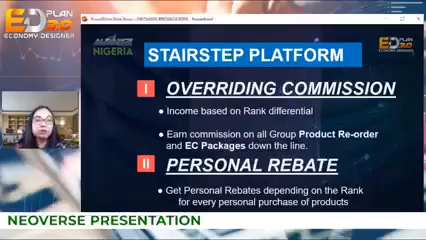 ED PLAN 3.0
ECONOMY DESIGNER
ALLIANCE
NIGERIA
ED PLAN 3.0
ECONOMY DESIGNER
STAIRSTEP PLATFORM
I OVERRIDING COMMISSION
● Income based on Rank differential
● Earn commission on all Group Product Re-order
and EC Packages down the line.
II PERSONAL REBATE
● Get Personal Rebates depending on the Rank
for every personal purchase of products
NEOVERSE PRESENTATION